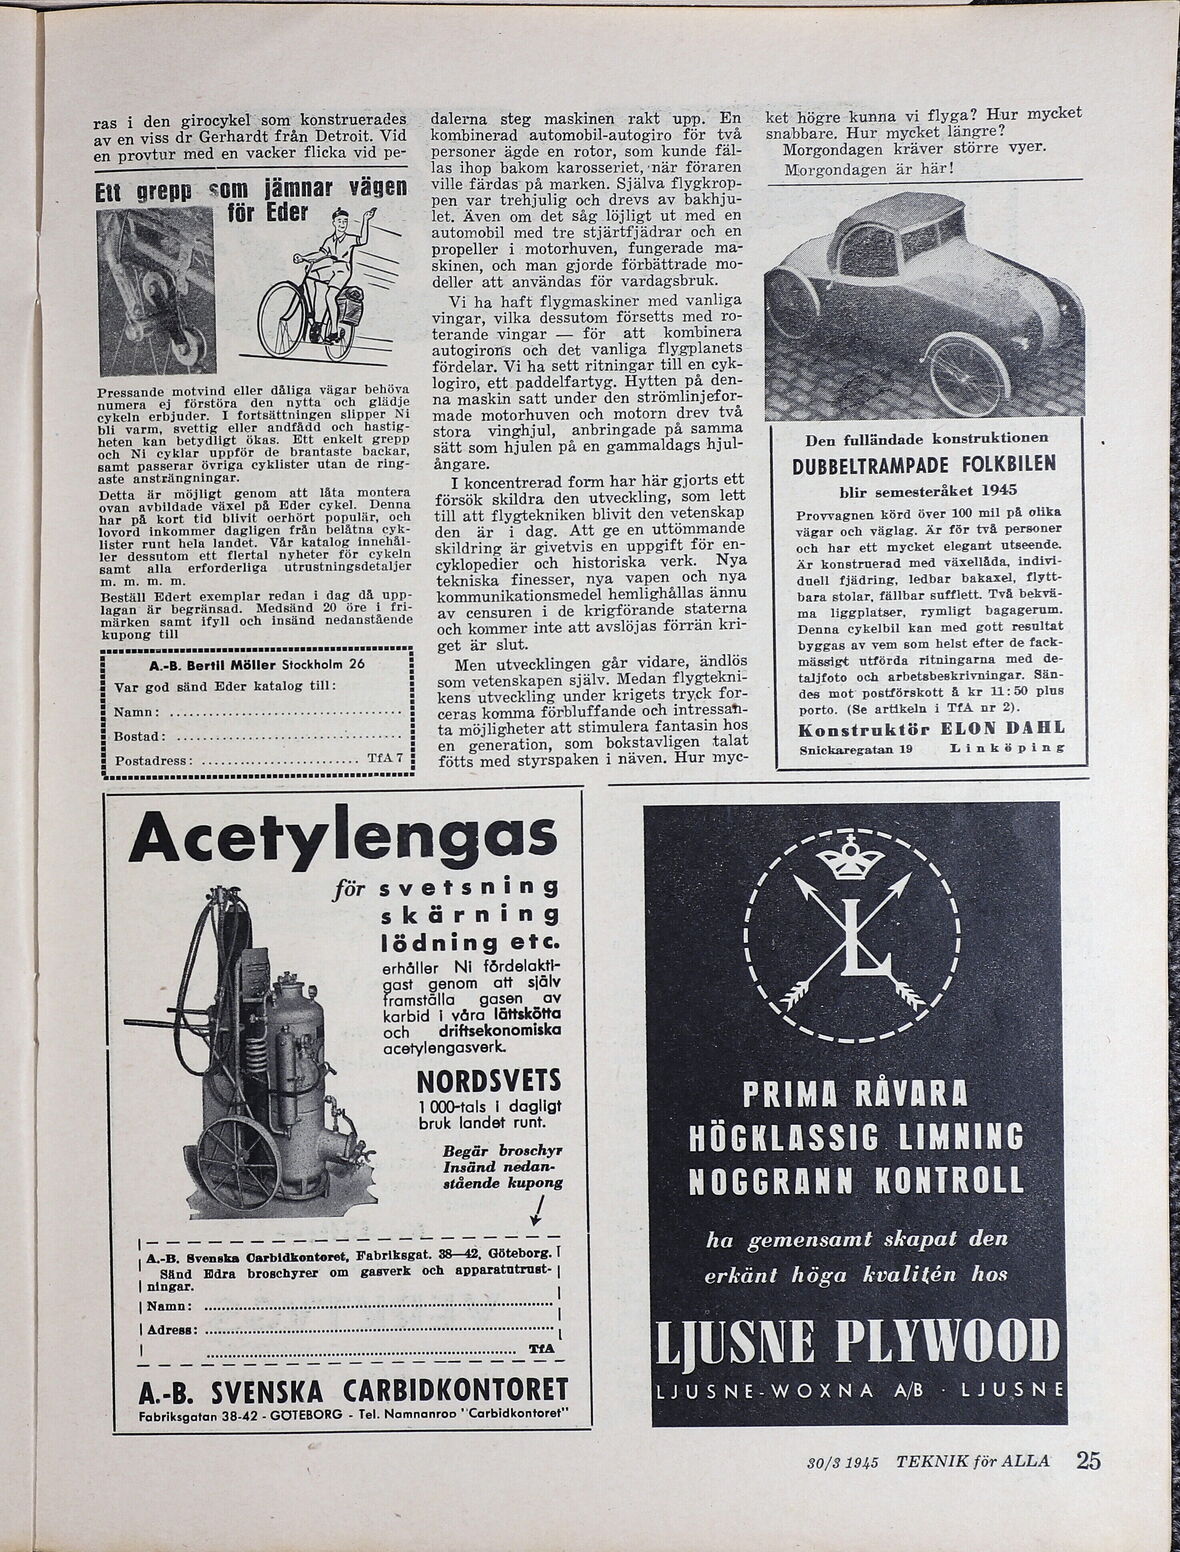 ras i den girocykel som konstruerades
av en viss dr Gerhardt från Detroit. Vid
en provtur med en vacker flicka vid pe-
dalerna steg maskinen rakt upp. En
kombinerad automobil-autogiro för två
personer ägde en rotor, som kunde fäl-
las ihop bakom karosseriet, när föraren
ville färdas på marken. Själva flygkrop-
pen var trehjulig och drevs av bakhju-
let. Även om det såg löjligt ut med en
automobil med tre stjärtfjädrar och en
propeller i motorhuven, fungerade ma-
skinen, och man gjorde förbättrade mo-
deller att användas för vardagsbruk.
Vi ha haft flygmaskiner med vanliga
vingar, vilka dessutom försetts med ro-
terande vingar — för att kombinera
autogirons och det vanliga flygplanets
fördelar. Vi ha sett ritningar till en cyk-
logiro, ett paddelfartyg. Hytten på den-
na maskin satt under den strömlinjefor-
made motorhuven och motorn drev två
stora vinghjul, anbringade på samma
sätt som hjulen på en gammaldags hjul-
ångare.
I koncentrerad form har här gjorts ett
försök skildra den utveckling, som lett
till att flygtekniken blivit den vetenskap
den är i dag. Att ge en uttömmande
skildring är givetvis en uppgift för en-
cyklopedier och historiska verk. Nya
tekniska finesser, nya vapen och nya
kommunikationsmedel hemlighållas ännu
av censuren i de krigförande staterna
och kommer inte att avslöjas förrän kri-
get är slut.
Men utvecklingen går vidare, ändlös
som vetenskapen själv. Medan flygtekni-
kens utveckling under krigets tryck for-
ceras komma förbluffande och intressan-
ta möjligheter att stimulera fantasin hos
en generation, som bokstavligen talat
fötts med styrspaken i näven. Hur myc-
ket högre kunna vi flyga? Hur mycket
snabbare. Hur mycket längre?
Morgondagen kräver större vyer.
Morgondagen är här!
Ett grepp som jämnar vägen
för Eder
Pressande motvind eller dåliga vägar behöva
numera ej förstöra den nytta och glädje
cykeln erbjuder. I fortsättningen slipper Ni
bli varm, svettig eller andfådd och hastig-
heten kan betydligt ökas. Ett enkelt grepp
och Ni cyklar uppför de brantaste backar,
samt passerar övriga cyklister utan de ring-
aste ansträngningar.
Detta är möjligt genom att låta montera
ovan avbildade växel på Eder cykel. Denna
har på kort tid blivit oerhört populär, och
lovord inkommer dagligen från belåtna cyk-
lister runt hela landet. Vår katalog innehål-
ler dessutom ett flertal nyheter för cykeln
samt alla erforderliga utrustningsdetaljer
m. m. m. m.
Beställ Edert exemplar redan i dag då upp-
lagan är begränsad. Medsänd 20 öre i fri-
märken samt ifyll och insänd nedanstående
kupong till
A.-B. Bertil Möller Stockholm 26
Var god sänd Eder katalog till:
Namn: ................................
Bostad: ................................
Postadress: ........................ TfA 7
Den fulländade konstruktionen
DUBBELTRAMPADE FOLKBILEN
blir semesteråket 1945
Provvagnen körd över 100 mil på olika
vägar och väglag. Är för två personer
och har ett mycket elegant utseende.
Är konstruerad med växellåda, indivi-
duell fjädring, ledbar bakaxel, flytt-
bara stolar, fällbar sufflett. Två bekvä-
ma liggplatser, rymligt bagagerum.
Denna cykelbil kan med gott resultat
byggas av vem som helst efter de fack-
mässigt utförda ritningarna med de-
taljfoto och arbetsbeskrivningar. Sän-
des mot postförskott à kr 11:50 plus
porto. (Se artikeln i TfA nr 2).
Konstruktör ELON DAHL
Snickaregatan 19 Linköping
Acetylengas
för svetsning
skärning
lödning etc.
erhåller Ni fördelakti-
gast genom att själv
framställa gasen av
karbid i våra lättskötta
och driftsekonomiska
acetylengasverk.
NORDSVETS
1 000-tals i dagligt
bruk landet runt.
Begär broschyr
Insänd nedan-
stående kupong
A.-B. Svenska Carbidkontoret, Fabriksgat. 38—42, Göteborg.
Sänd Edra broschyrer om gasverk och apparatutrust-
ningar.
Namn: ................................
Adress: ................................
................................ TfA
A.-B. SVENSKA CARBIDKONTORET
Fabriksgatan 38-42 - GÖTEBORG - Tel. Namnanrop "Carbidkontoret"
L
PRIMA RÅVARA
HÖGKLASSIG LIMNING
NOGGRANN KONTROLL
ha gemensamt skapat den
erkänt höga kvalitén hos
LJUSNE PLYWOOD
LJUSNE-WOXNA A/B · LJUSNE
30/3 1945 TEKNIK för ALLA 25